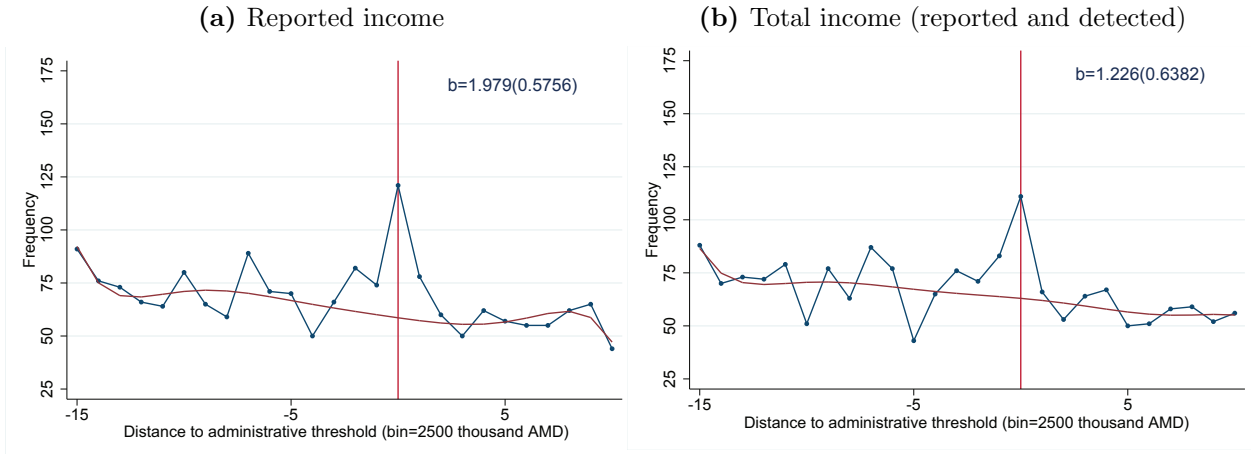 (a) Reported income
175
150
125
100
75
50
25
Frequency
b=1.979(0.5756)
-15
-5
5
Distance to administrative threshold (bin=2500 thousand AMD)
(b) Total income (reported and detected)
175
150
125
100
75
50
25
Frequency
b=1.226(0.6382)
-15
-5
5
Distance to administrative threshold (bin=2500 thousand AMD)